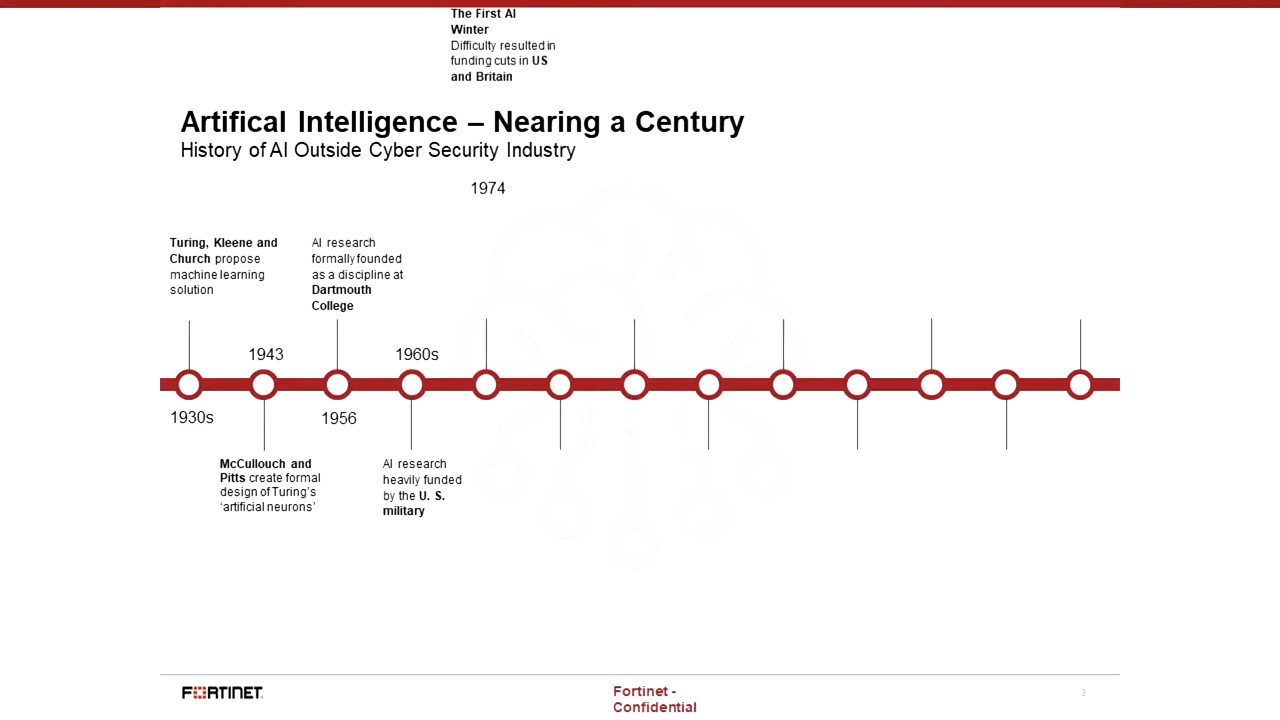 The First AI
Winter
Difficulty resulted in
funding cuts in US
and Britain
Artifical Intelligence – Nearing a Century
History of AI Outside Cyber Security Industry
1974
Turing, Kleene and
Church propose
machine learning
solution
AI research
formally founded
as a discipline at
Dartmouth
College
1943
1960s
1930s
1956
McCullouch and
Pitts create formal
design of Turing’s
‘artificial neurons’
AI research
heavily funded
by the U. S.
military
FORTINET
Fortinet -
Confidential
3